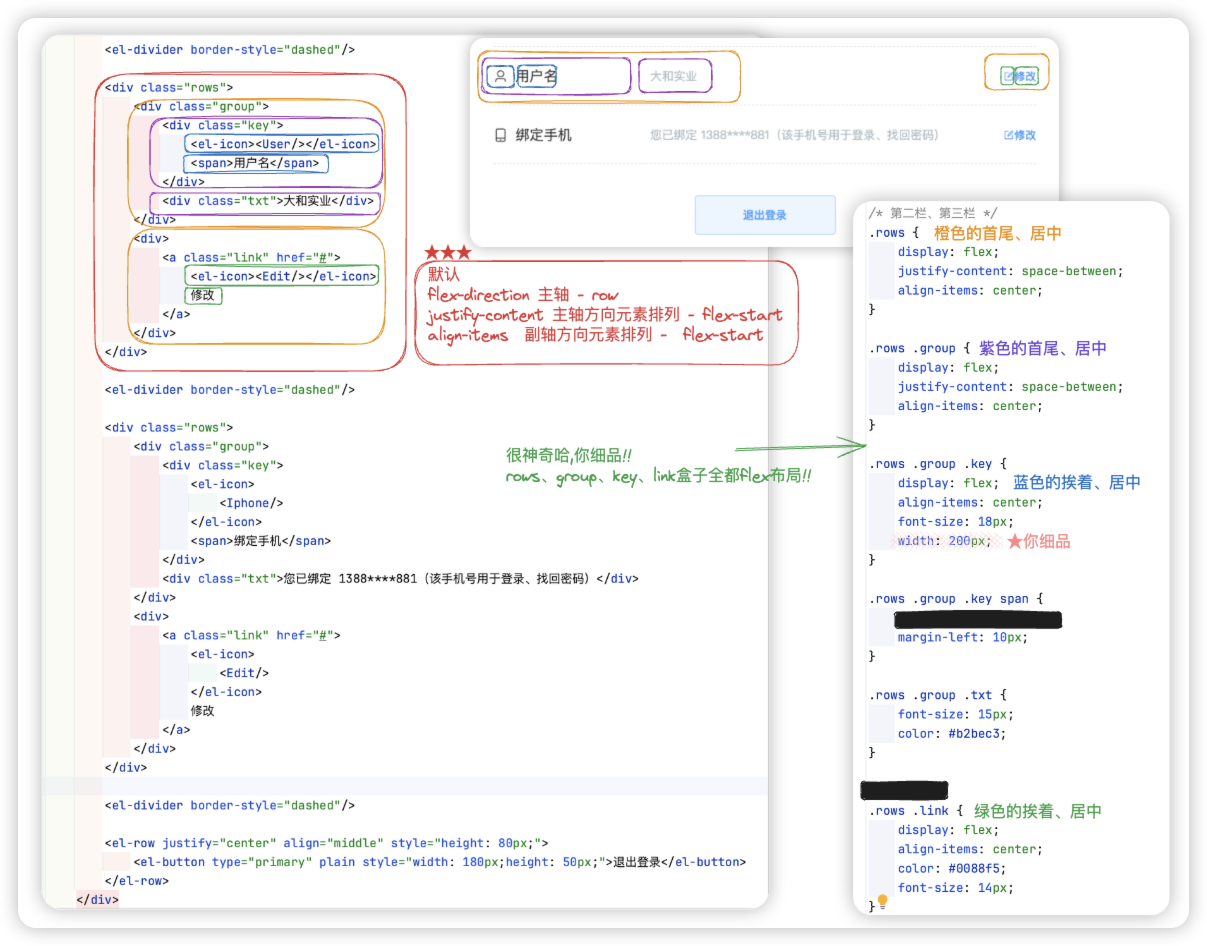 <el-divider border-style="dashed"/>
<div class="rows">
<div class="group">
<div class="key">
<el-icon><User/></el-icon>
<span>用户名</span>
</div>
<div class="txt">大和实业</div>
</div>
<div>
<a class="link" href="#">
<el-icon><Edit/></el-icon>
修改
</a>
</div>
</div>
<el-divider border-style="dashed"/>
<div class="rows">
<div class="group">
<div class="key">
<el-icon>
<Iphone/>
</el-icon>
<span>绑定手机</span>
</div>
<div class="txt">您已绑定 1388****881（该手机号用于登录、找回密码）</div>
</div>
<div>
<a class="link" href="#">
<el-icon>
<Edit/>
</el-icon>
修改
</a>
</div>
</div>
<el-divider border-style="dashed"/>
<el-row justify="center" align="middle" style="height: 80px;">
<el-button type="primary" plain style="width: 180px;height: 50px;">退出登录</el-button>
</el-row>
</div>
用户名 大和实业 修改
绑定手机 您已绑定 1388****881（该手机号用于登录、找回密码） 修改
退出登录
★★★
默认
flex-direction 主轴 - row
justify-content 主轴方向元素排列 - flex-start
align-items 副轴方向元素排列 - flex-start
很神奇哈,你细品!!
rows、group、key、link盒子全都flex布局!!
/* 第二栏、第三栏 */
.rows { 橙色的首尾、居中
display: flex;
justify-content: space-between;
align-items: center;
}
.rows .group { 紫色的首尾、居中
display: flex;
justify-content: space-between;
align-items: center;
}
.rows .group .key {
display: flex; 蓝色的挨着、居中
align-items: center;
font-size: 18px;
width: 200px; ★你细品
}
.rows .group .key span {
margin-left: 10px;
}
.rows .group .txt {
font-size: 15px;
color: #b2bec3;
}
.rows .link { 绿色的挨着、居中
display: flex;
align-items: center;
color: #0088f5;
font-size: 14px;
}